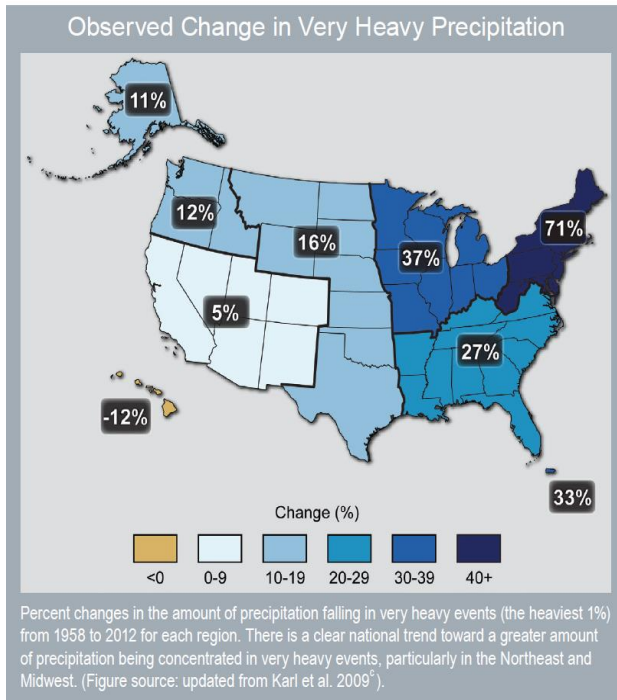 Observed Change in Very Heavy Precipitation
11%
12%
16%
37%
71%
5%
27%
-12%
33%
Change (%)
<0
0-9
10-19
20-29
30-39
40+
Percent changes in the amount of precipitation falling in very heavy events (the heaviest 1%)
from 1958 to 2012 for each region. There is a clear national trend toward a greater amount
of precipitation being concentrated in very heavy events, particularly in the Northeast and
Midwest. (Figure source: updated from Karl et al. 2009c).